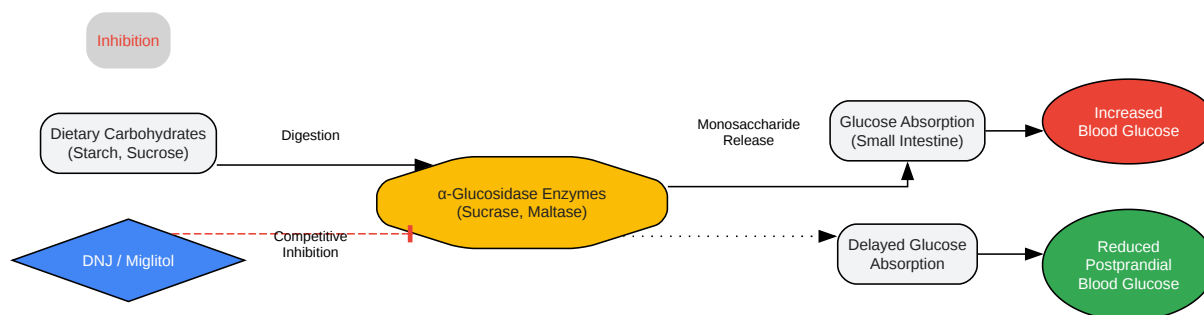 Inhibition
Dietary Carbohydrates
(Starch, Sucrose)
Digestion
α-Glucosidase Enzymes
(Sucrase, Maltase)
Monosaccharide
Release
Glucose Absorption
(Small Intestine)
Increased
Blood Glucose
DNJ / Miglitol
Competitive
Inhibition
Delayed Glucose
Absorption
Reduced
Postprandial
Blood Glucose